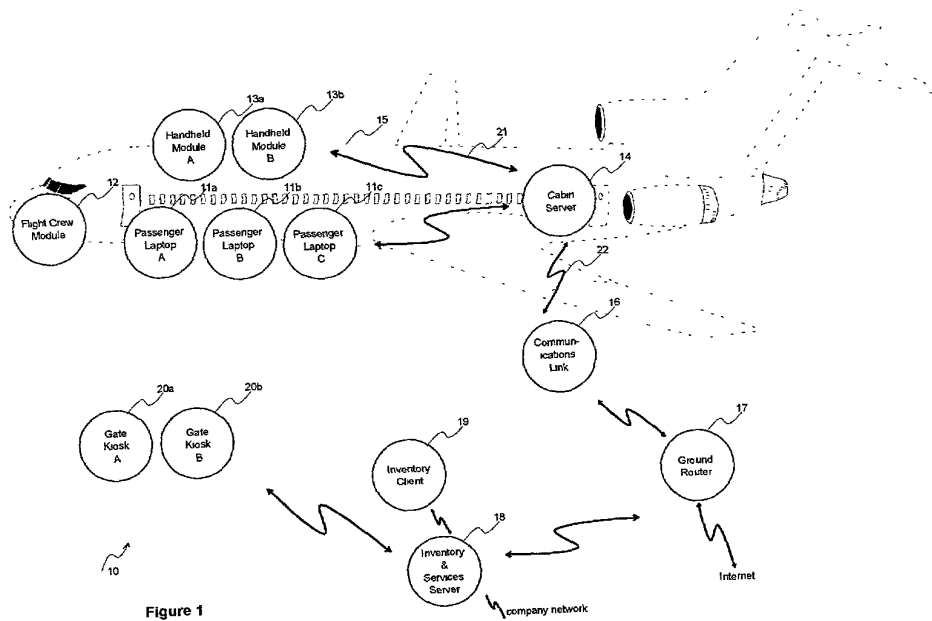 13a
13b
Handheld
Module
A
Handheld
Module
B
15
21
14
12
11a
11b
11c
Cabin
Server
Flight Crew
Module
Passenger
Laptop
A
Passenger
Laptop
B
Passenger
Laptop
C
22
16
Commun-
ications
Link
20a
20b
17
Gate
Kiosk
A
Gate
Kiosk
B
19
Inventory
Client
Ground
Router
18
Inventory
&
Services
Server
10
Internet
company network
Figure 1